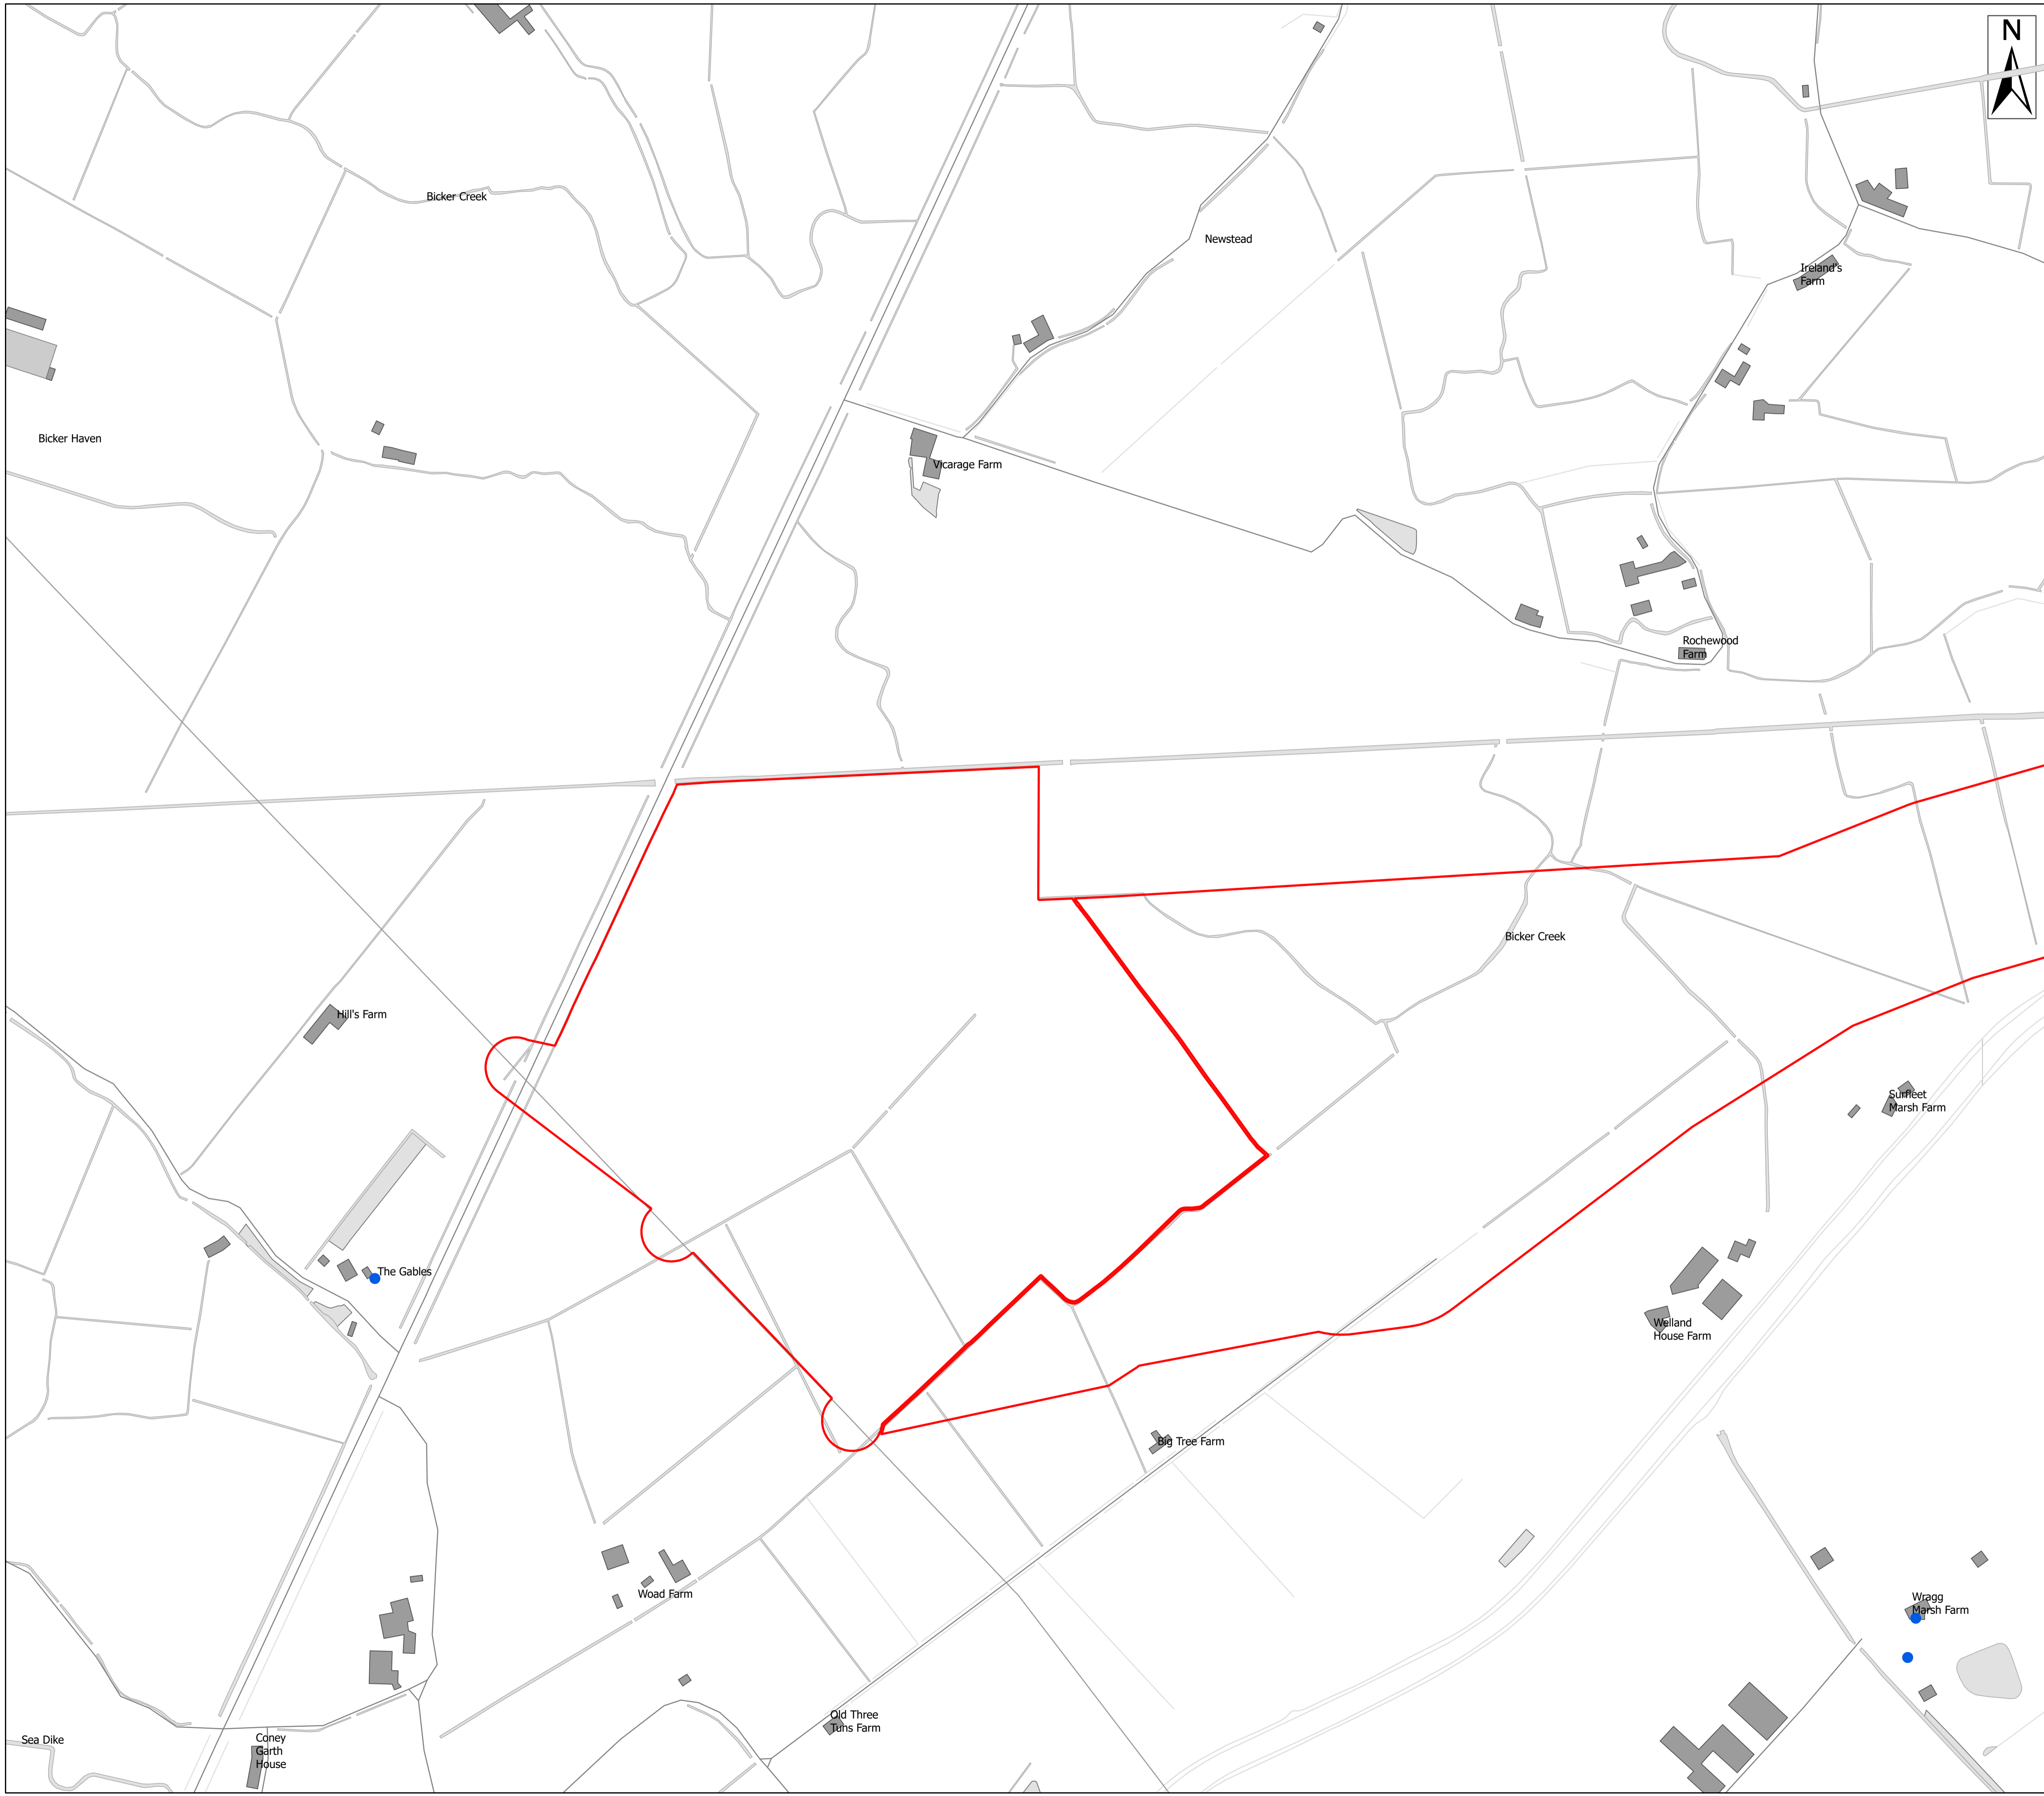 N
Bicker Creek
Newstead
Ireland's
Farm
Bicker Haven
Vicarage Farm
Rochewood
Farm
Bicker Creek
Hill's Farm
Surfleet
Marsh Farm
The Gables
Welland
House Farm
Big Tree Farm
Woad Farm
Wragg
Marsh Farm
Old Three
Tuns Farm
Sea Dike
Coney
Garth
House